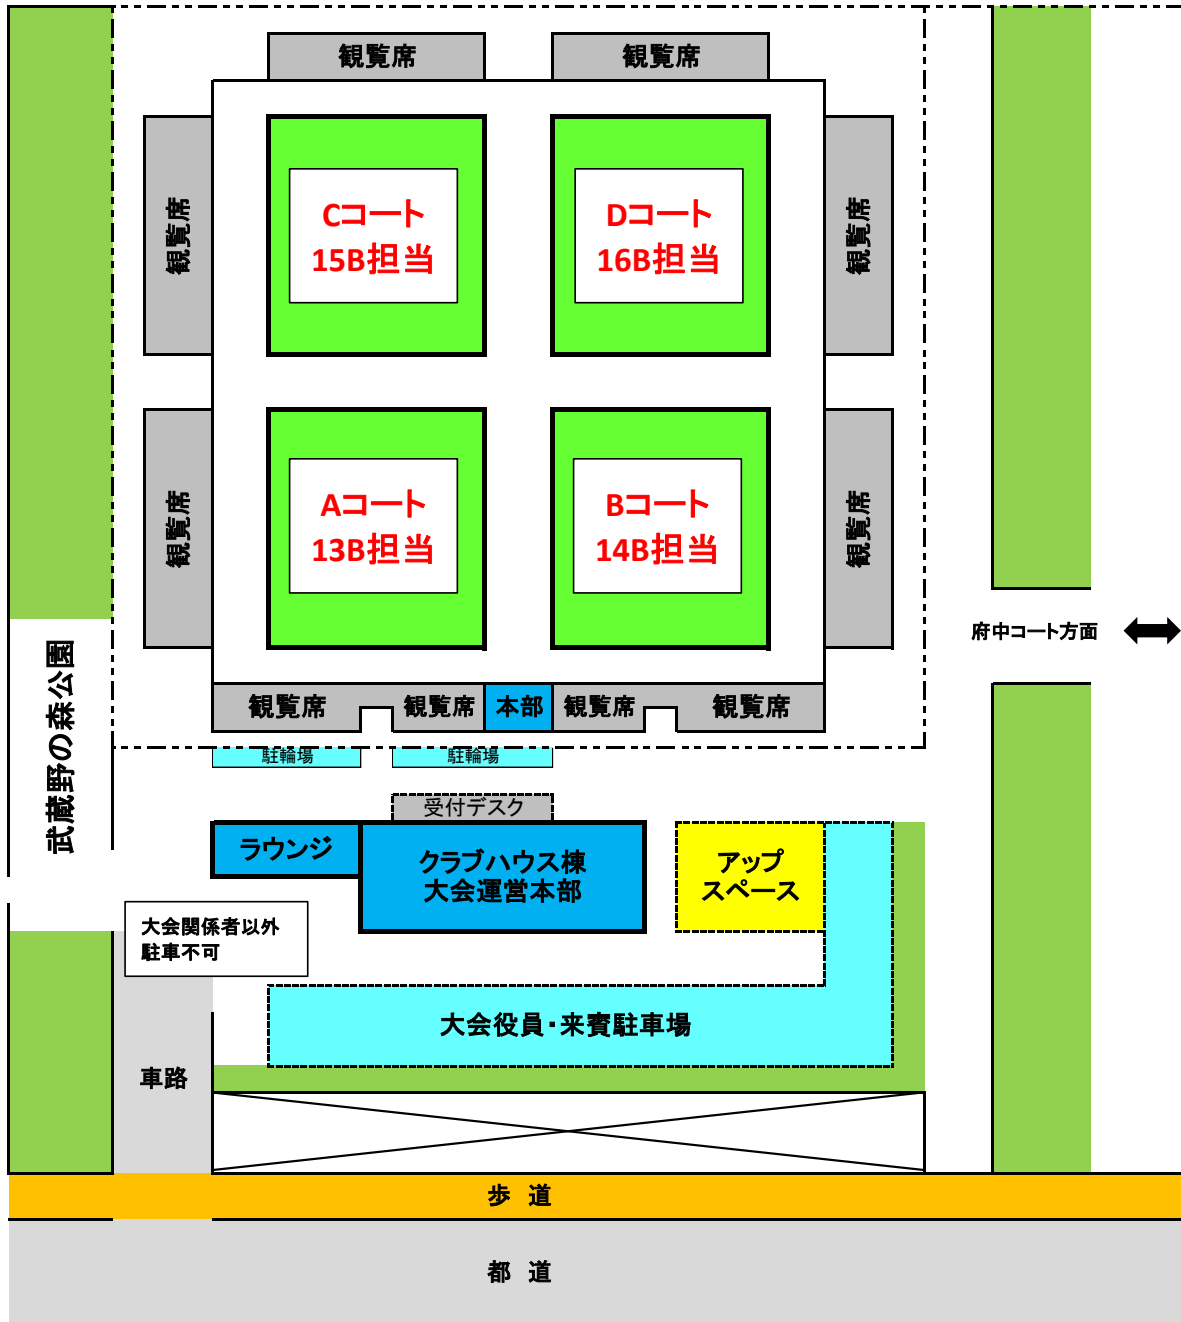 観覧席
観覧席
観覧席
Cコート
15B担当
Dコート
16B担当
観覧席
観覧席
Aコート
13B担当
Bコート
14B担当
観覧席
府中コート方面
武蔵野の森公園
観覧席
観覧席
本部
観覧席
観覧席
駐輪場
駐輪場
受付デスク
ラウンジ
クラブハウス棟
大会運営本部
アップ
スペース
大会関係者以外
駐車不可
大会役員・来賓駐車場
車路
歩 道
都 道